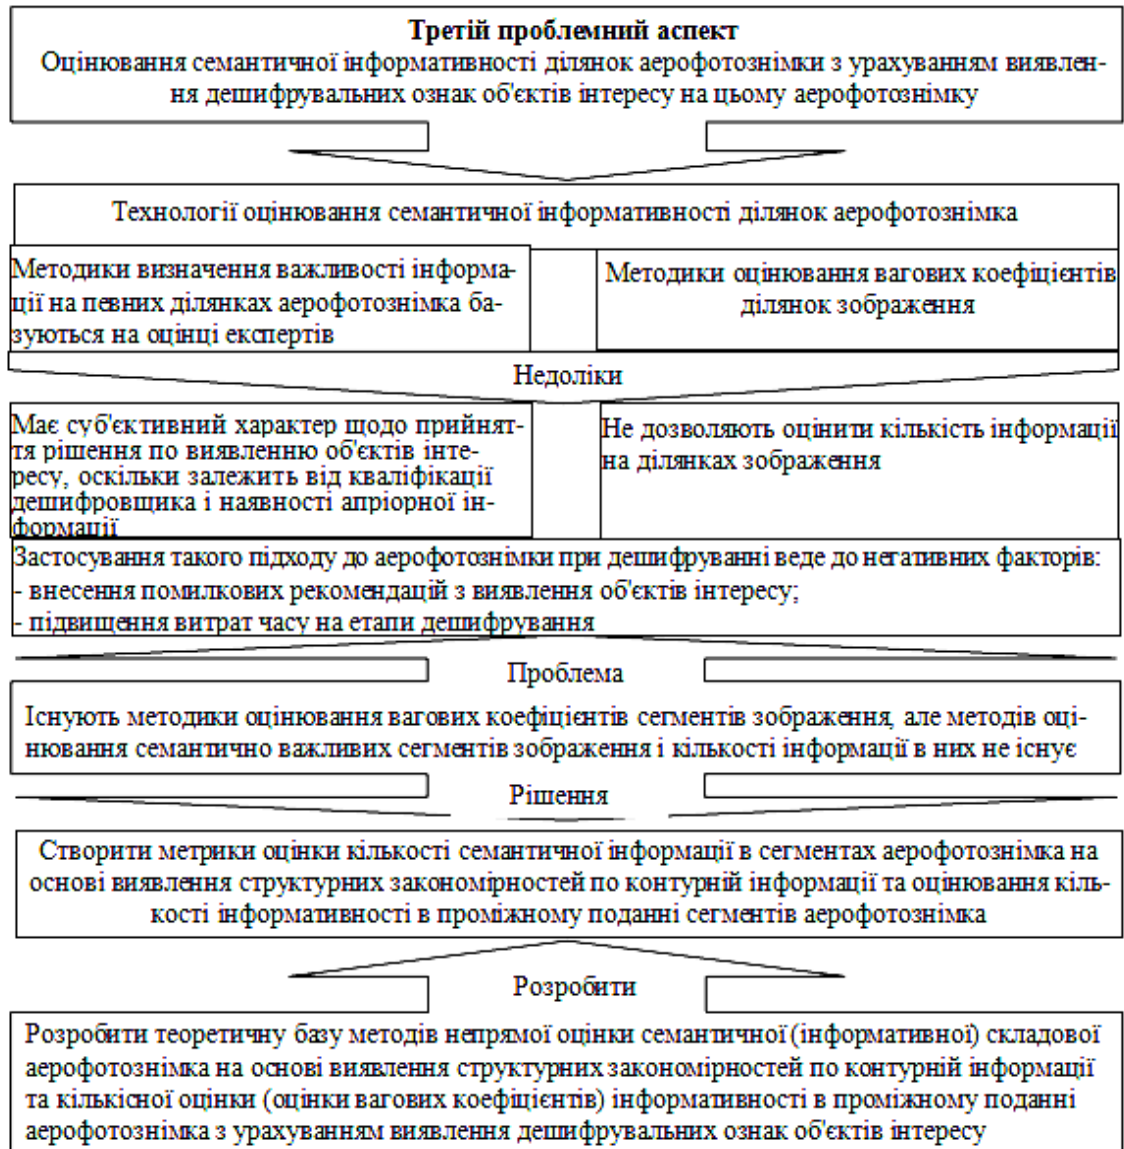 Третій проблемний аспект
Оцінювання семантичної інформативності ділянок аерофотознімки з урахуванням виявлен-
ня дешифрувальних ознак об'єктів інтересу на цьому аерофотознімку
Технології оцінювання семантичної інформативності ділянок аерофотознімка
Методики визначення важливості інформа-
ції на певних ділянках аерофотознімка ба-
зуються на оцінці експертів
Методики оцінювання вагових коефіцієнтів
ділянок зображення
Недоліки
Має суб'єктивний характер щодо прийнят-
тя рішення по виявленню об'єктів інте-
ресу, оскільки залежить від кваліфікації
дешифровщика і наявності апріорної ін-
формації
Не дозволяють оцінити кількість інформації
на ділянках зображення
Застосування такого підходу до аерофотознімки при дешифруванні веде до негативних факторів:
- внесення помилкових рекомендацій з виявлення об'єктів інтересу;
- підвищення витрат часу на етапи дешифрування
Проблема
Існують методики оцінювання вагових коефіцієнтів сегментів зображення, але методів оці-
нювання семантично важливих сегментів зображення і кількості інформації в них не існує
Рішення
Створити метрики оцінки кількості семантичної інформації в сегментах аерофотознімка на
основі виявлення структурних закономірностей по контурній інформації та оцінювання кіль-
кості інформативності в проміжному поданні сегментів аерофотознімка
Розробити
Розробити теоретичну базу методів непрямої оцінки семантичної (інформативної) складової
аерофотознімка на основі виявлення структурних закономірностей по контурній інформації
та кількісної оцінки (оцінки вагових коефіцієнтів) інформативності в проміжному поданні
аерофотознімка з урахуванням виявлення дешифрувальних ознак об'єктів інтересу